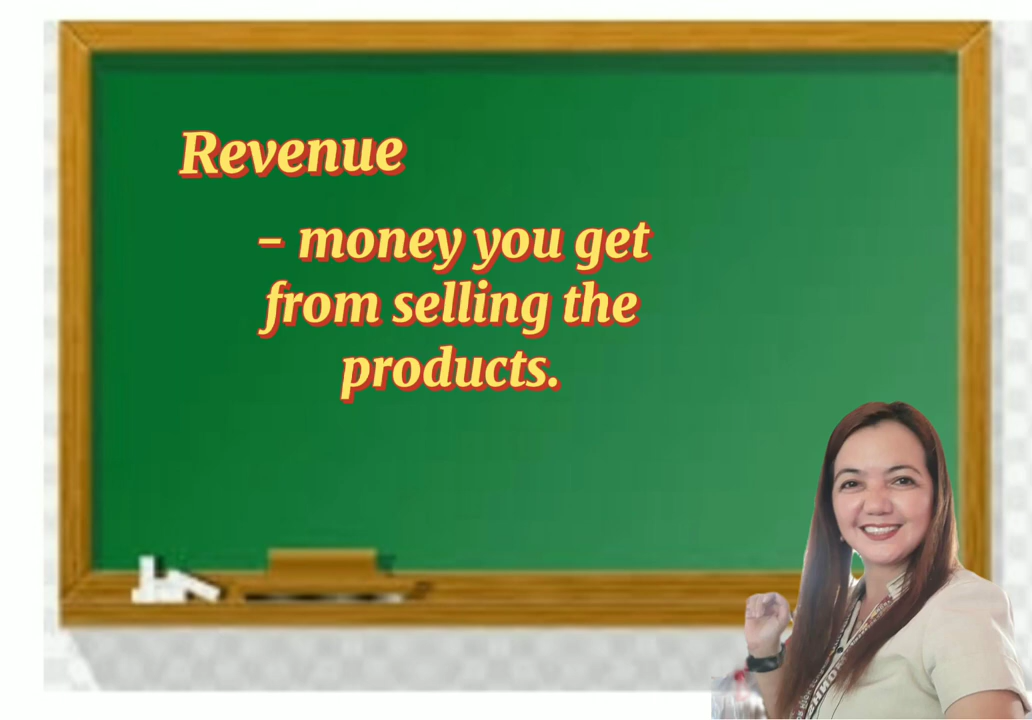 Revenue
– money you get
from selling the
products.